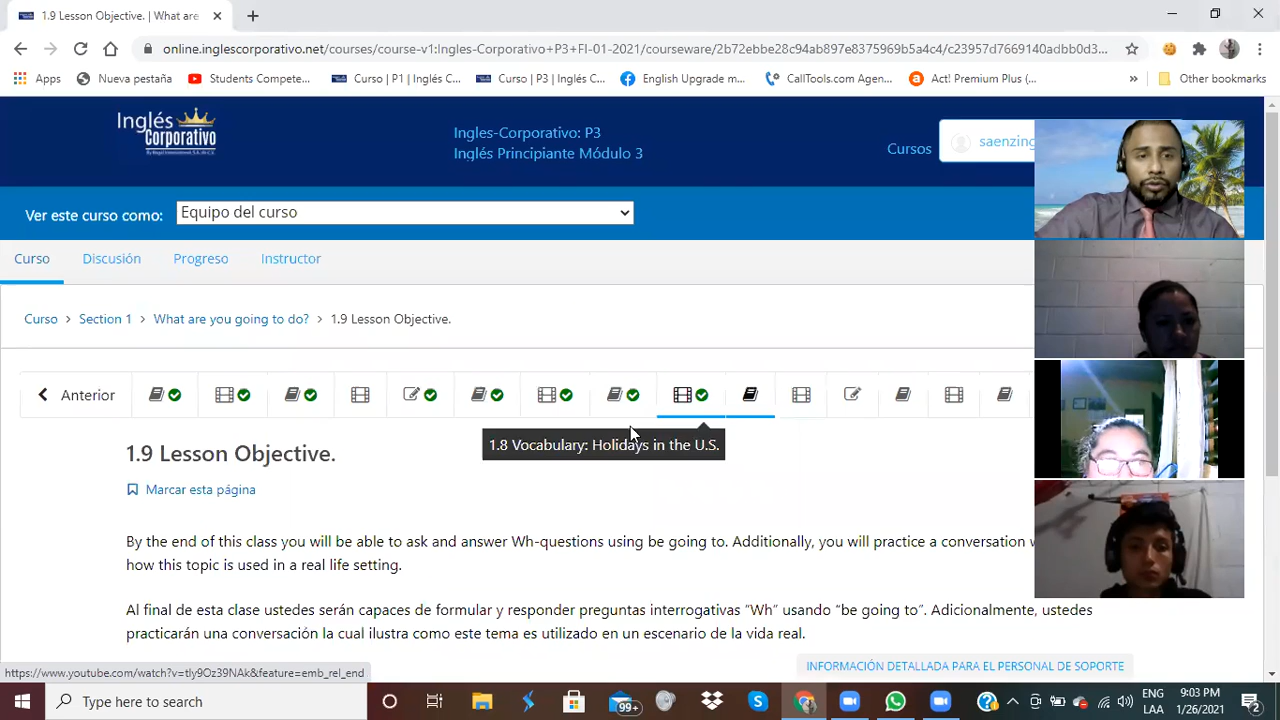 1.9 Lesson Objective. | What are
online.inglescorporativo.net/courses/course-v1:Ingles-Corporativo+P3+FI-01-2021/courseware/2b72ebbe28c94ab897e8375969b5a4c4/c23957d7669140adbb0d3...
Apps
Nueva pestaña
Students Compete...
Curso | P1 | Inglés C...
Curso | P3 | Inglés C...
English Upgrade m...
CallTools.com Agen...
Act! Premium Plus (...
»
Other bookmarks
Inglés
Corporativo
Ingles-Corporativo: P3
Inglés Principiante Módulo 3
Cursos
saenzing
Ver este curso como:
Equipo del curso
Curso
Discusión
Progreso
Instructor
Curso > Section 1 > What are you going to do? > 1.9 Lesson Objective.
Anterior
1.8 Vocabulary: Holidays in the U.S.
1.9 Lesson Objective.
Marcar esta página
By the end of this class you will be able to ask and answer Wh-questions using be going to. Additionally, you will practice a conversation
how this topic is used in a real life setting.
Al final de esta clase ustedes serán capaces de formular y responder preguntas interrogativas “Wh” usando “be going to”. Adicionalmente, ustedes
practicarán una conversación la cual ilustra como este tema es utilizado en un escenario de la vida real.
INFORMACIÓN DETALLADA PARA EL PERSONAL DE SOPORTE
https://www.youtube.com/watch?v=tly9Oz39NAk&feature=emb_rel_end
Type here to search
99+
ENG
LAA
9:03 PM
1/26/2021
2